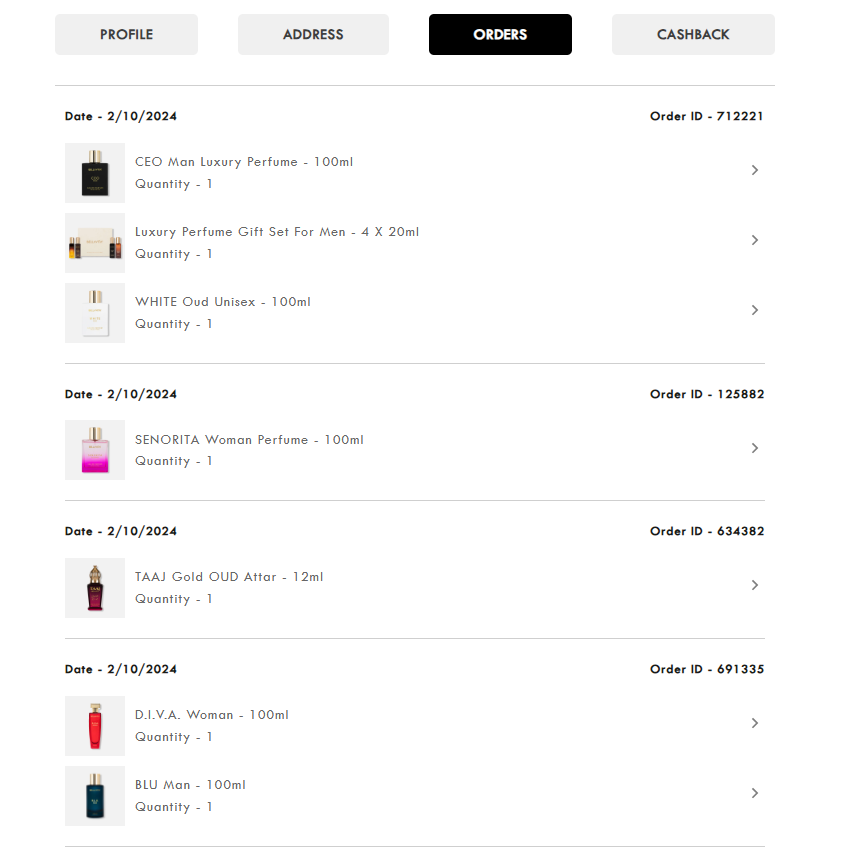 PROFILE
ADDRESS
ORDERS
CASHBACK
Date - 2/10/2024
Order ID - 712221
CEO Man Luxury Perfume - 100ml
Quantity - 1
Luxury Perfume Gift Set For Men - 4 X 20ml
Quantity - 1
WHITE Oud Unisex - 100ml
Quantity - 1
Date - 2/10/2024
Order ID - 125882
SENORITA Woman Perfume - 100ml
Quantity - 1
Date - 2/10/2024
Order ID - 634382
TAAJ Gold OUD Attar - 12ml
Quantity - 1
Date - 2/10/2024
Order ID - 691335
D.I.V.A. Woman - 100ml
Quantity - 1
BLU Man - 100ml
Quantity - 1